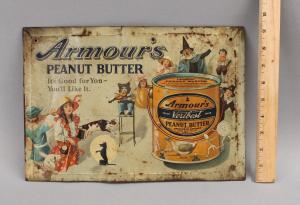 Armour's
PEANUT BUTTER
It's Good for You—
You'll Like It.
Armour's
Veribest
PEANUT BUTTER